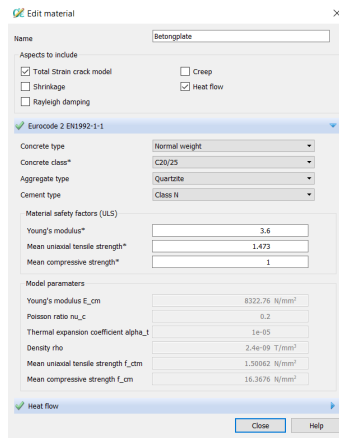 Edit material
Name Betongplate
Aspects to include
Total Strain crack model Creep
Shrinkage Heat flow
Rayleigh damping
Eurocode 2 EN1992-1-1
Concrete type Normal weight
Concrete class* C20/25
Aggregate type Quartzite
Cement type Class N
Material safety factors (ULS)
Young's modulus* 3.6
Mean uniaxial tensile strength* 1.473
Mean compressive strength* 1
Model paramaters
Young's modulus E_cm 8322.76 N/mm²
Poisson ratio nu_c 0.2
Thermal expansion coefficient alpha_t 1e-05
Density rho 2.4e-09 T/mm³
Mean uniaxial tensile strength f_ctm 1.50062 N/mm²
Mean compressive strength f_cm 16.3676 N/mm²
Heat flow
Close Help